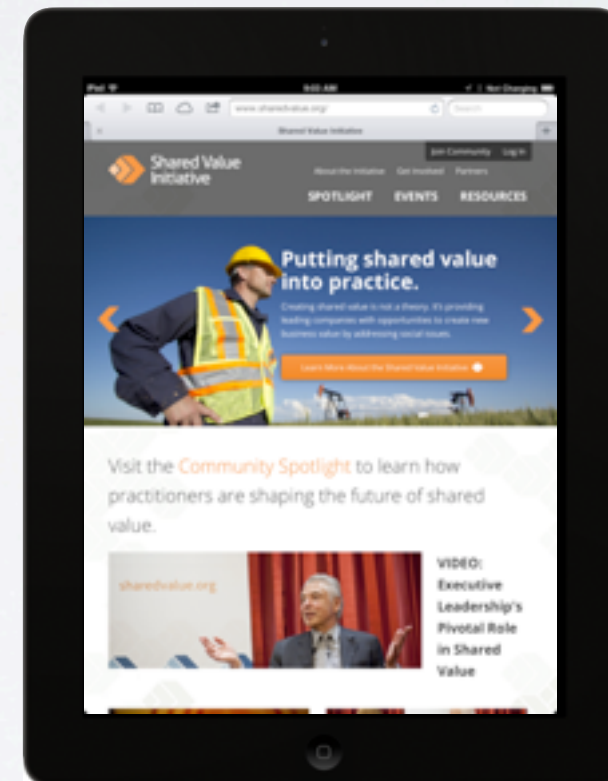 iPad
9:03 AM
Not Charging
www.sharedvalue.org/
Search
Shared Value Initiative
Join Community Log In
Shared Value
Initiative
About the Initiative Get Involved Partners
SPOTLIGHT EVENTS RESOURCES
Putting shared value
into practice.
Creating shared value is not a theory. It's providing
leading companies with opportunities to create new
business value by addressing social issues.
Learn More About the Shared Value Initiative
Visit the Community Spotlight to learn how
practitioners are shaping the future of shared
value.
sharedvalue.org
VIDEO:
Executive
Leadership's
Pivotal Role
in Shared
Value